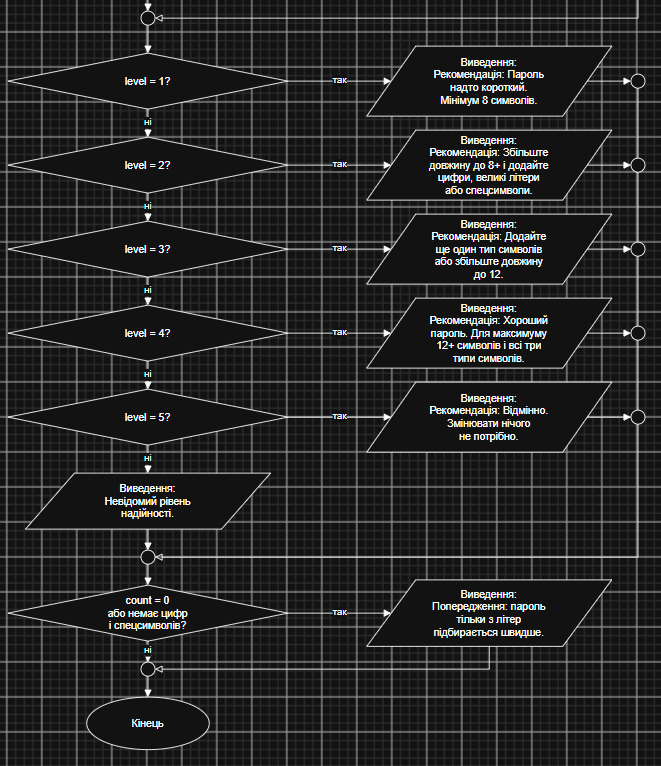 level = 1?
так
Виведення:
Рекомендація: Пароль
надто короткий.
Мінімум 8 символів.
ні
level = 2?
так
Виведення:
Рекомендація: Збільште
довжину до 8+ і додайте
цифри, великі літери
або спецсимволи.
ні
level = 3?
так
Виведення:
Рекомендація: Додайте
ще один тип символів
або збільште довжину
до 12.
ні
level = 4?
так
Виведення:
Рекомендація: Хороший
пароль. Для максимуму
12+ символів і всі три
типи символів.
ні
level = 5?
так
Виведення:
Рекомендація: Відмінно.
Змінювати нічого
не потрібно.
ні
Виведення:
Невідомий рівень
надійності.
count = 0
або немає цифр
і спецсимволів?
так
Виведення:
Попередження: пароль
тільки з літер
підбирається швидше.
ні
Кінець